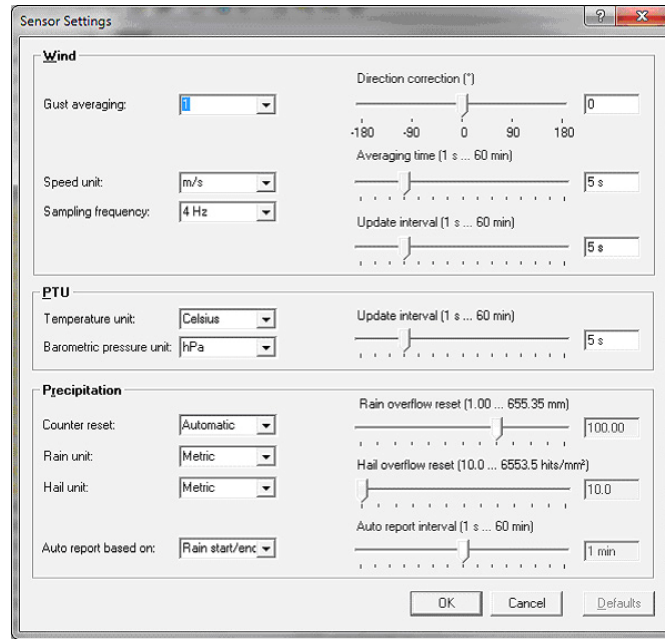 Sensor Settings
Wind
Direction correction (°)
Gust averaging:
1
0
-180 -90 0 90 180
Averaging time (1 s ... 60 min)
Speed unit:
m/s
5 s
Sampling frequency:
4 Hz
Update interval (1 s ... 60 min)
5 s
PTU
Temperature unit:
Celsius
Update interval (1 s ... 60 min)
5 s
Barometric pressure unit:
hPa
Precipitation
Rain overflow reset (1.00 ... 655.35 mm)
Counter reset:
Automatic
100.00
Rain unit:
Metric
Hail overflow reset (10.0 ... 6553.5 hits/mm²)
Hail unit:
Metric
10.0
Auto report interval (1 s ... 60 min)
Auto report based on:
Rain start/enc
1 min
OK
Cancel
Defaults